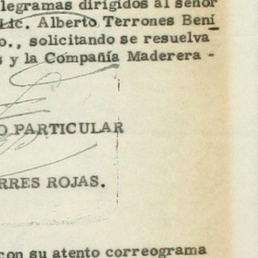 legramas dirigidos al señor
Lic. Alberto Terrones Bení
o., solicitando se resuelva
s y la Compañía Maderera -
O PARTICULAR
RRES ROJAS.
con su atento correograma